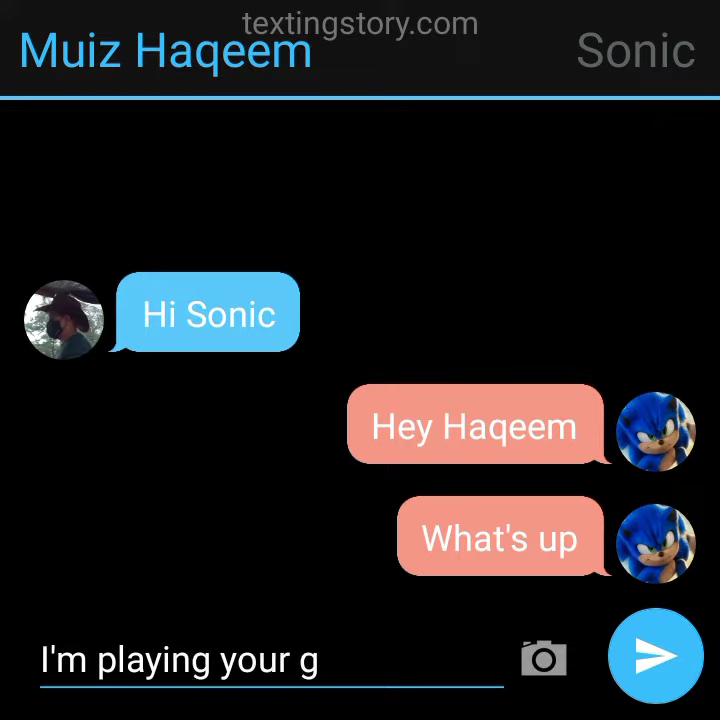 textingstory.com
Muiz Haqeem
Sonic
Hi Sonic
Hey Haqeem
What's up
I'm playing your g